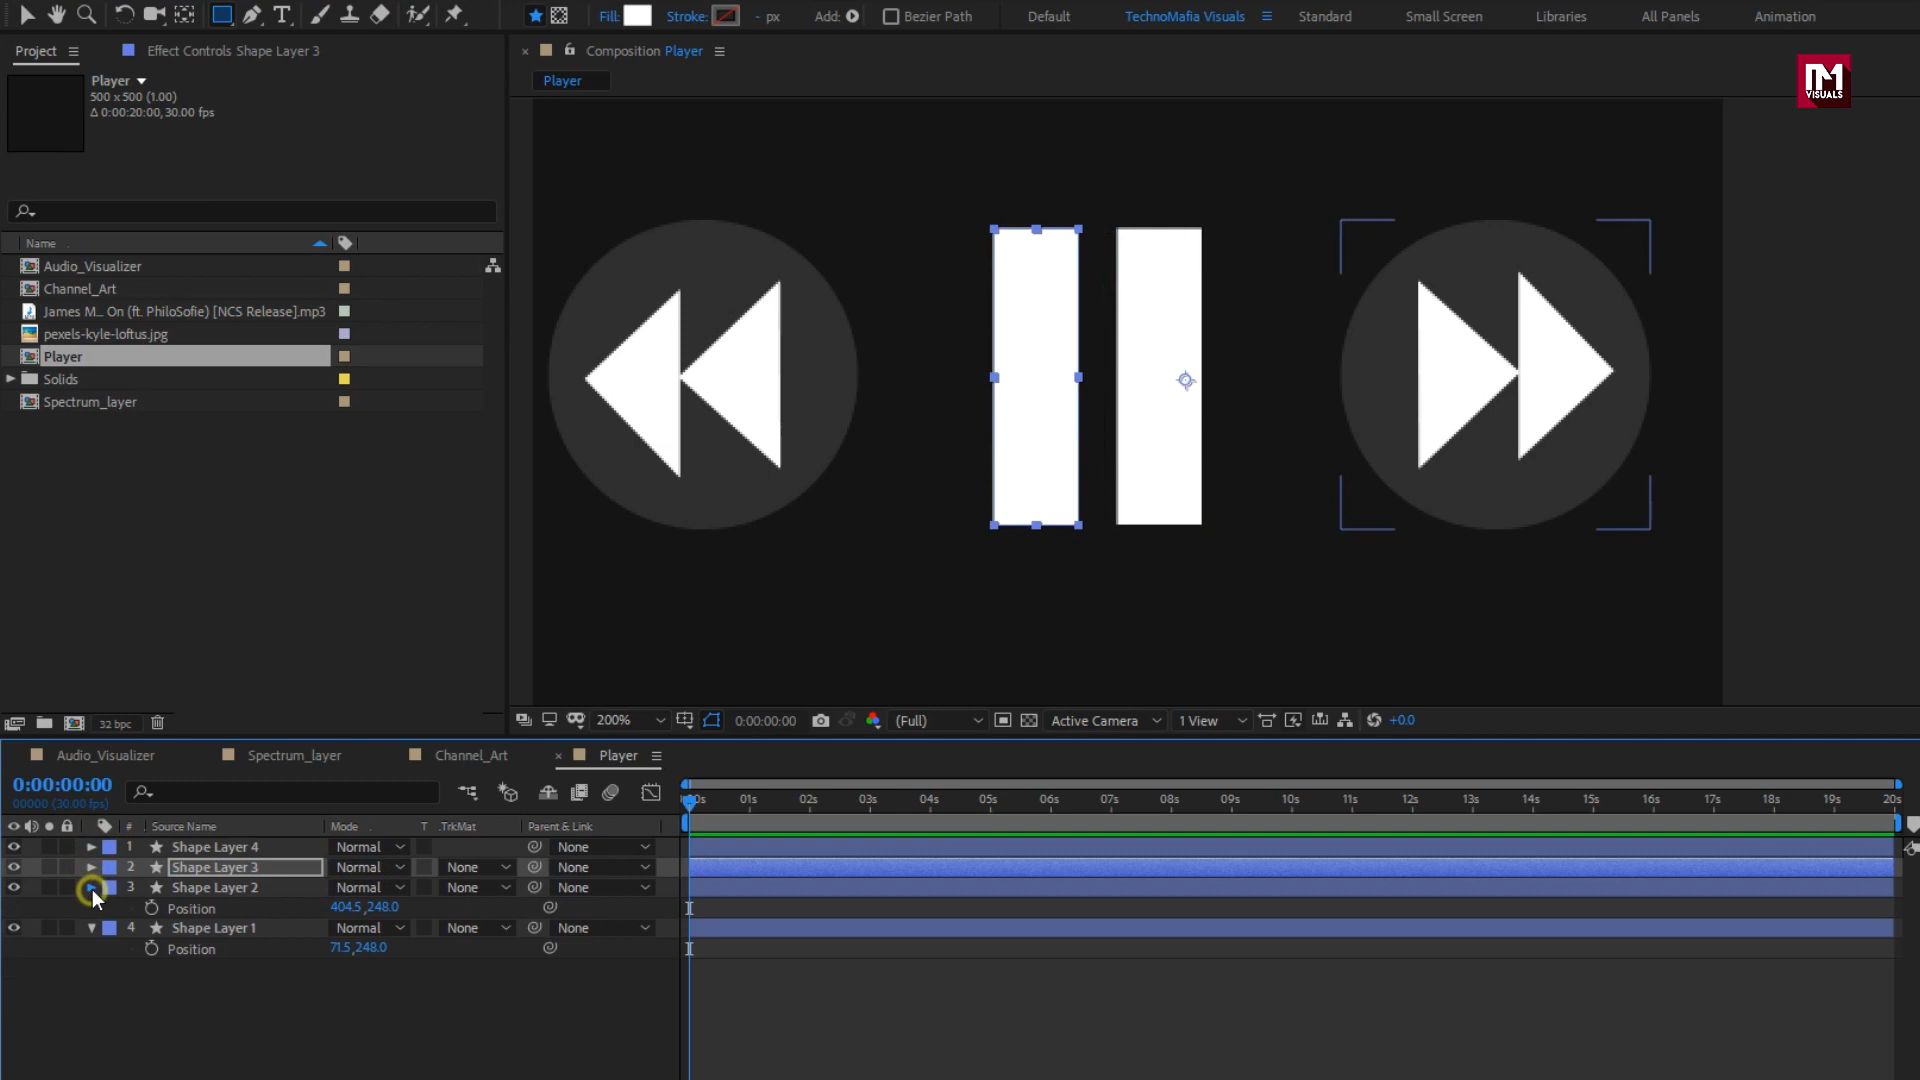 Fill:
Stroke:
- px
Add:
Bezier Path
Default
TechnoMafia Visuals
Standard
Small Screen
Libraries
All Panels
Animation
Project
Effect Controls Shape Layer 3
Composition Player
Player
500 x 500 (1.00)
Δ 0:00:20:00, 30.00 fps
Player
VISUALS
Name
Audio_Visualizer
Channel_Art
James M... On (ft. PhiloSofie) [NCS Release].mp3
pexels-kyle-loftus.jpg
Player
Solids
Spectrum_layer
32 bpc
200%
0:00:00:00
(Full)
Active Camera
1 View
+0.0
Audio_Visualizer
Spectrum_layer
Channel_Art
Player
0:00:00:00
00000 (30.00 fps)
01s 02s 03s 04s 05s 06s 07s 08s 09s 10s 11s 12s 13s 14s 15s 16s 17s 18s 19s 20s
# Source Name Mode T .TrkMat Parent & Link
1 Shape Layer 4 Normal None
2 Shape Layer 3 Normal None None
3 Shape Layer 2 Normal None None
Position 404.5,248.0
4 Shape Layer 1 Normal None None
Position 71.5,248.0